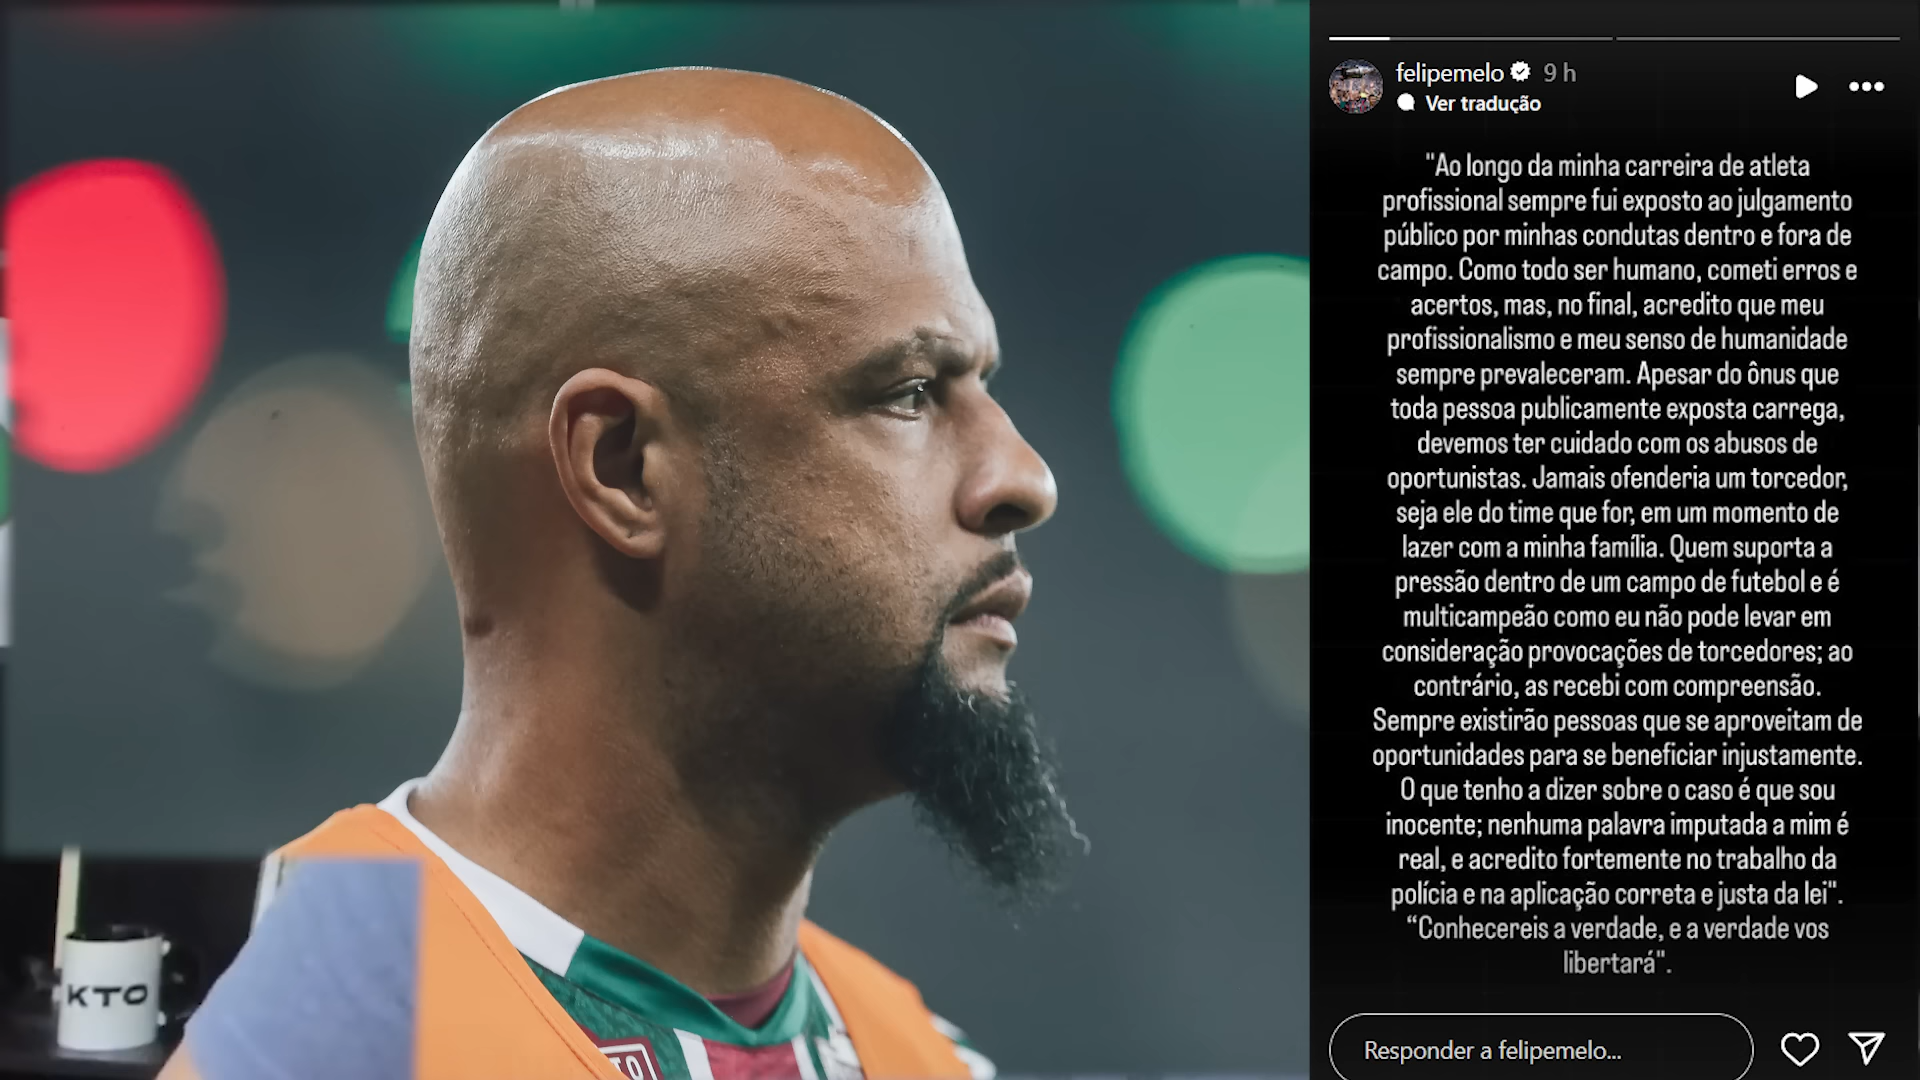 felipemelo 9 h
Ver tradução
"Ao longo da minha carreira de atleta
profissional sempre fui exposto ao julgamento
público por minhas condutas dentro e fora de
campo. Como todo ser humano, cometi erros e
acertos, mas, no final, acredito que meu
profissionalismo e meu senso de humanidade
sempre prevaleceram. Apesar do ônus que
toda pessoa publicamente exposta carrega,
devemos ter cuidado com os abusos de
oportunistas. Jamais ofenderia um torcedor,
seja ele do time que for, em um momento de
lazer com a minha família. Quem suporta a
pressão dentro de um campo de futebol e é
multicampeão como eu não pode levar em
consideração provocações de torcedores; ao
contrário, as recebi com compreensão.
Sempre existirão pessoas que se aproveitam de
oportunidades para se beneficiar injustamente.
O que tenho a dizer sobre o caso é que sou
inocente; nenhuma palavra imputada a mim é
real, e acredito fortemente no trabalho da
polícia e na aplicação correta e justa da lei".
“Conhecereis a verdade, e a verdade vos
libertará".
Responder a felipemelo...
KTO
TO